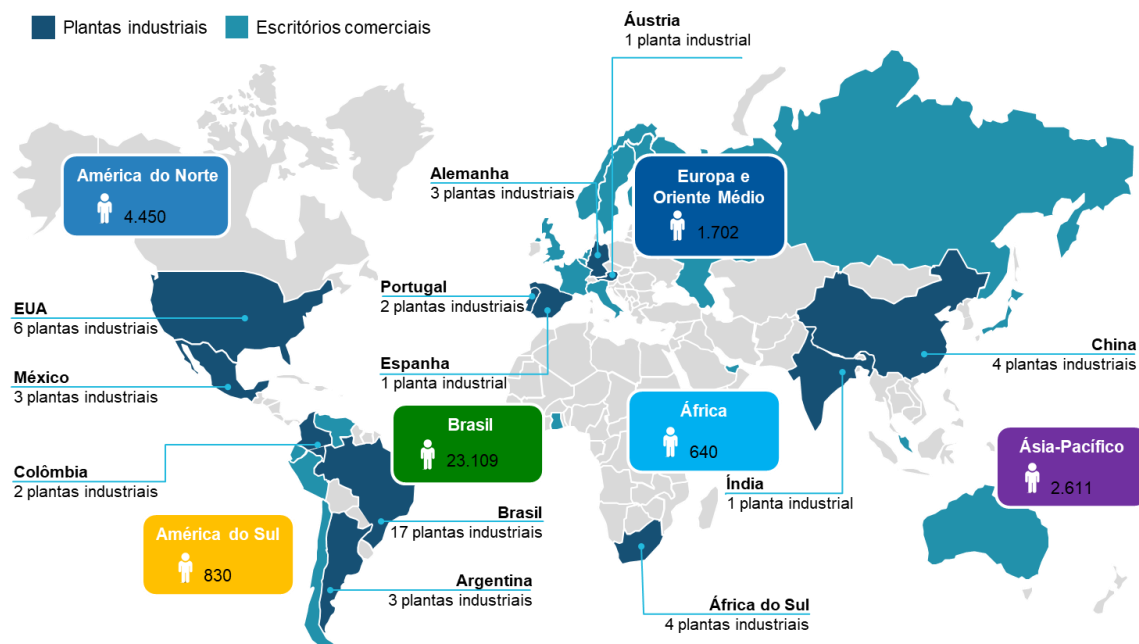 Plantas industriais
Escritórios comerciais
Áustria
1 planta industrial
América do Norte
4.450
Alemanha
3 plantas industriais
Europa e
Oriente Médio
1.702
EUA
6 plantas industriais
Portugal
2 plantas industriais
China
4 plantas industriais
México
3 plantas industriais
Espanha
1 planta industrial
Brasil
23.109
África
640
Ásia-Pacífico
2.611
Colômbia
2 plantas industriais
Índia
1 planta industrial
Brasil
17 plantas industriais
América do Sul
830
Argentina
3 plantas industriais
África do Sul
4 plantas industriais